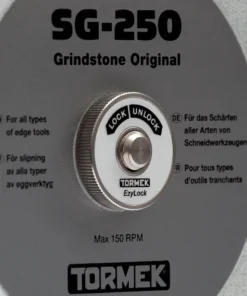 SG-250
Grindstone Original
LOCK UNLOCK
For all types
of edge tools
DE Für das Schärfen
aller Arten von
Schneidwerkzeugen
För slipning
av alla typer
av eggverktyg
Pour tous types
d'outils tranchants
TORMEK
EzyLock
Max 150 RPM
TORMEK